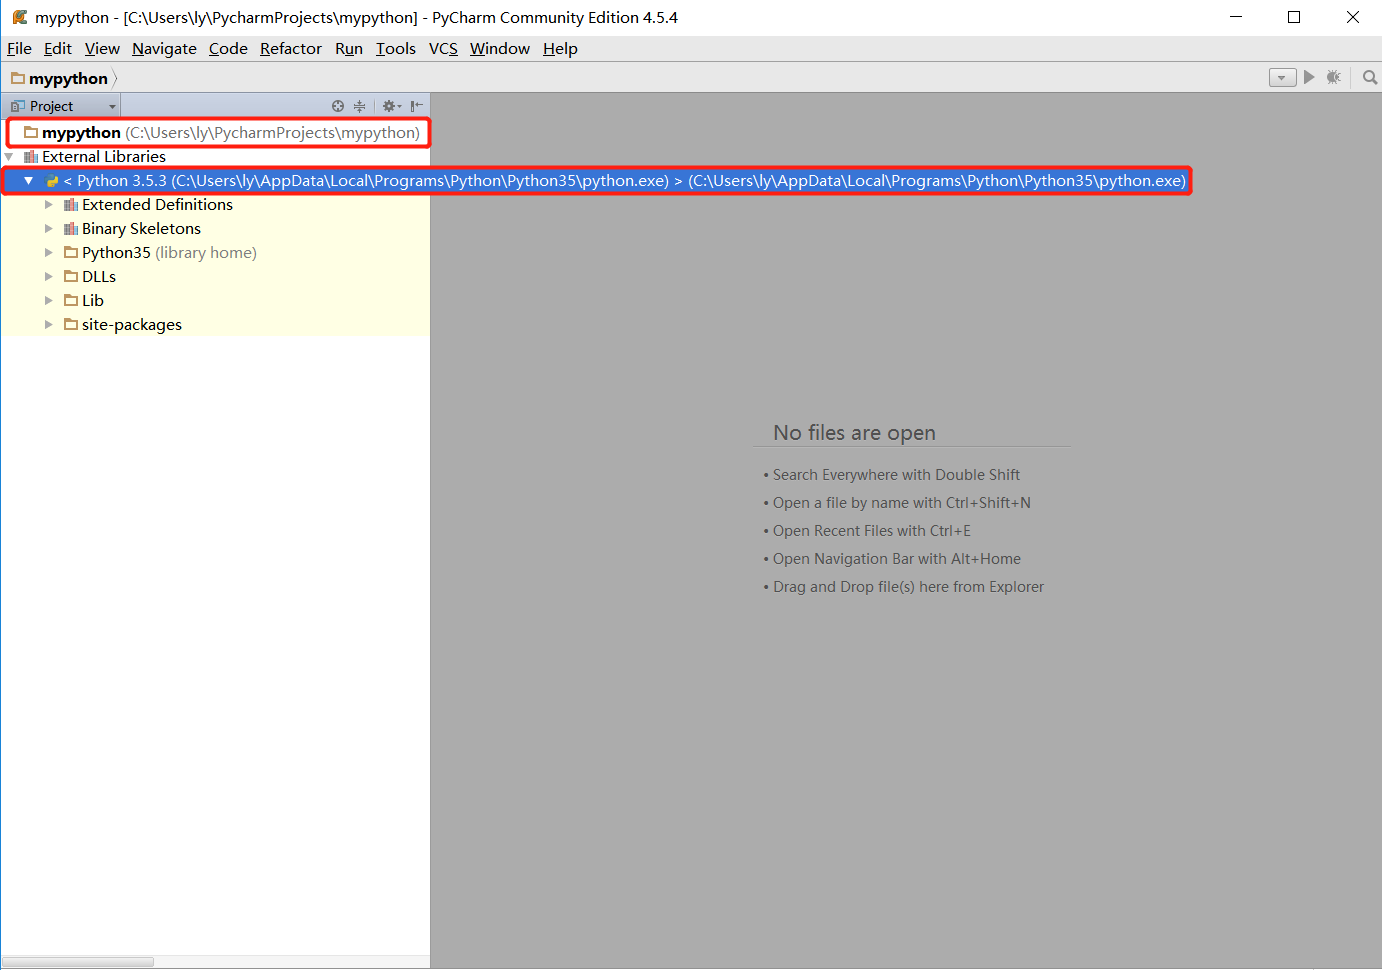 mypython - [C:\Users\ly\PycharmProjects\mypython] - PyCharm Community Edition 4.5.4
File Edit View Navigate Code Refactor Run Tools VCS Window Help
mypython
Project
mypython (C:\Users\ly\PycharmProjects\mypython)
External Libraries
< Python 3.5.3 (C:\Users\ly\AppData\Local\Programs\Python\Python35\python.exe) > (C:\Users\ly\AppData\Local\Programs\Python\Python35\python.exe)
Extended Definitions
Binary Skeletons
Python35 (library home)
DLLs
Lib
site-packages
No files are open
• Search Everywhere with Double Shift
• Open a file by name with Ctrl+Shift+N
• Open Recent Files with Ctrl+E
• Open Navigation Bar with Alt+Home
• Drag and Drop file(s) here from Explorer